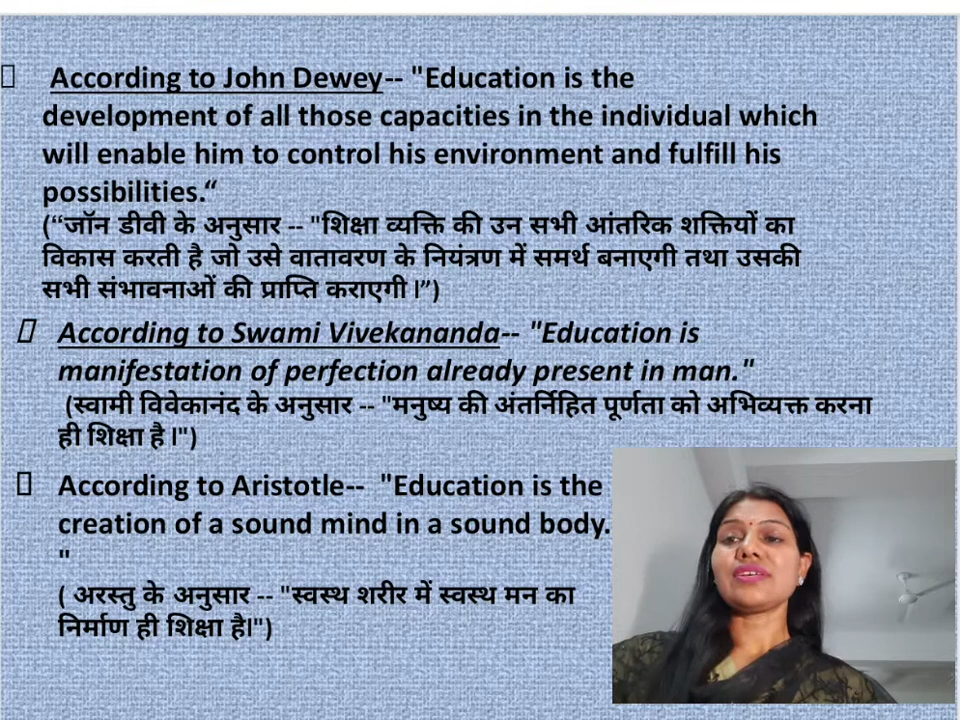 According to John Dewey-- "Education is the
development of all those capacities in the individual which
will enable him to control his environment and fulfill his
possibilities.“
(“जॉन डीवी के अनुसार -- "शिक्षा व्यक्ति की उन सभी आंतरिक शक्तियों का
विकास करती है जो उसे वातावरण के नियंत्रण में समर्थ बनाएगी तथा उसकी
सभी संभावनाओं की प्राप्ति कराएगी ।”)
According to Swami Vivekananda-- "Education is
manifestation of perfection already present in man."
(स्वामी विवेकानंद के अनुसार -- "मनुष्य की अंतर्निहित पूर्णता को अभिव्यक्त करना
ही शिक्षा है ।")
According to Aristotle-- "Education is the
creation of a sound mind in a sound body.
"
( अरस्तु के अनुसार -- "स्वस्थ शरीर में स्वस्थ मन का
निर्माण ही शिक्षा है।")